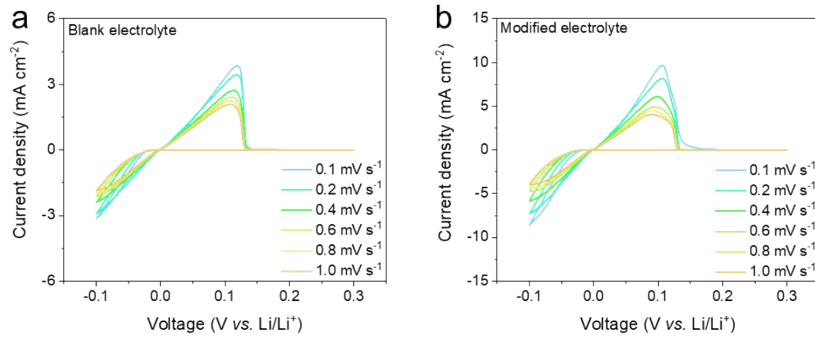 a
Blank electrolyte
Current density (mA cm⁻²)
6
3
0
-3
-6
0.1 mV s⁻¹
0.2 mV s⁻¹
0.4 mV s⁻¹
0.6 mV s⁻¹
0.8 mV s⁻¹
1.0 mV s⁻¹
-0.1 0.0 0.1 0.2 0.3
Voltage (V vs. Li/Li⁺)
b
Modified electrolyte
Current density (mA cm⁻²)
15
10
5
0
-5
-10
-15
0.1 mV s⁻¹
0.2 mV s⁻¹
0.4 mV s⁻¹
0.6 mV s⁻¹
0.8 mV s⁻¹
1.0 mV s⁻¹
-0.1 0.0 0.1 0.2 0.3
Voltage (V vs. Li/Li⁺)